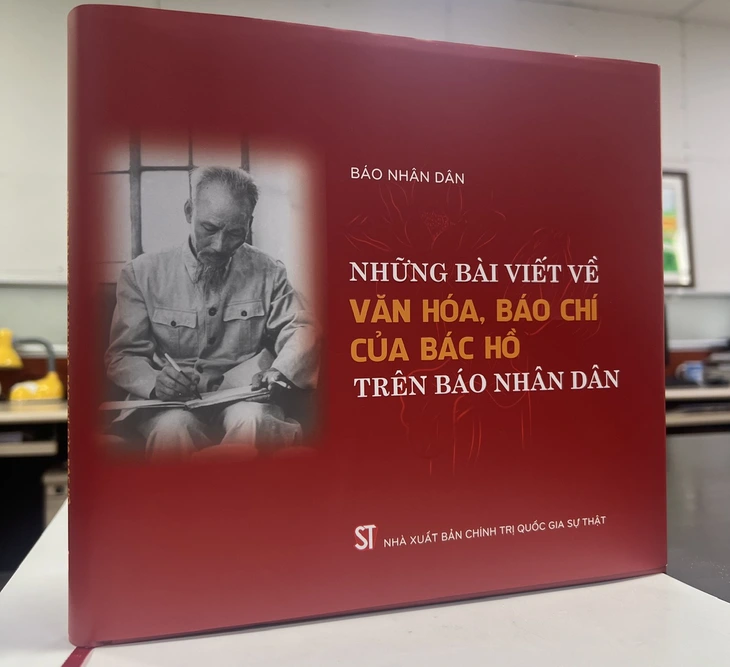 BÁO NHÂN DÂN
NHỮNG BÀI VIẾT VỀ
VĂN HÓA, BÁO CHÍ
CỦA BÁC HỒ
TRÊN BÁO NHÂN DÂN
ST NHÀ XUẤT BẢN CHÍNH TRỊ QUỐC GIA SỰ THẬT